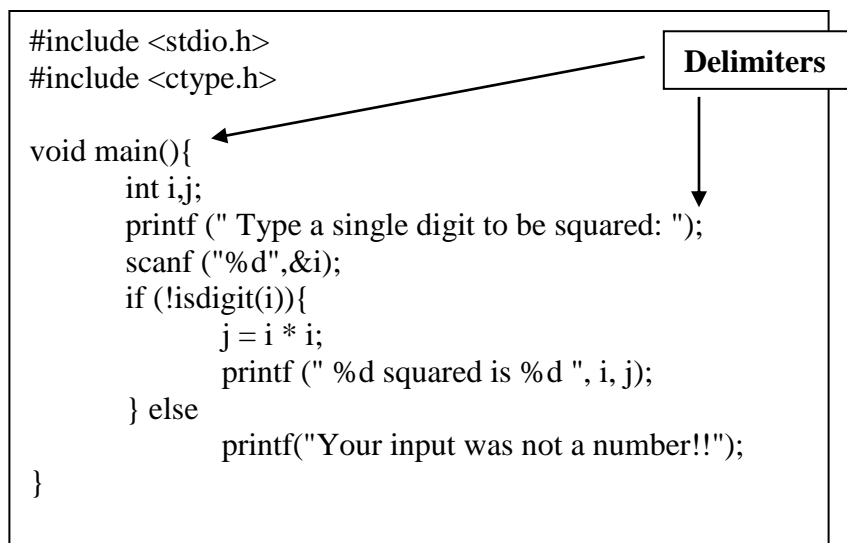 #include <stdio.h>
#include <ctype.h>
Delimiters
void main(){
int i,j;
printf (" Type a single digit to be squared: ");
scanf ("%d",&i);
if (!isdigit(i)){
j = i * i;
printf (" %d squared is %d ", i, j);
} else
printf("Your input was not a number!!");
}